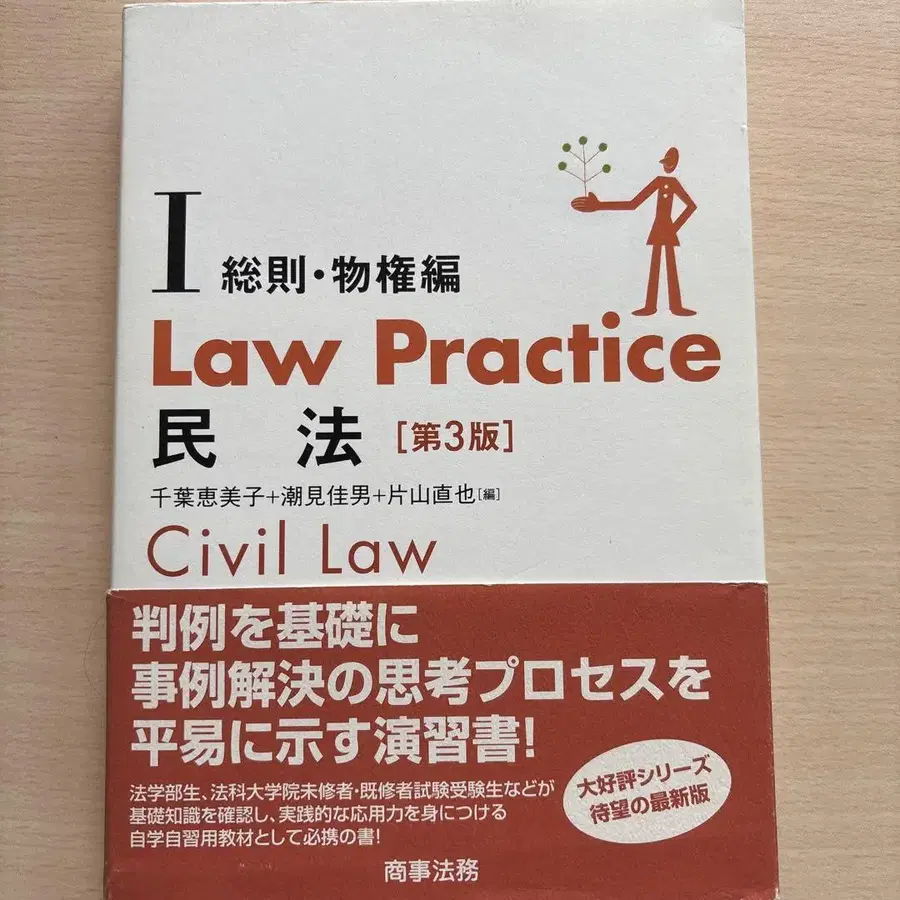 I 総則・物権編
Law Practice
民法［第3版］
千葉恵美子+潮見佳男+片山直也[編]
Civil Law
判例を基礎に
事例解決の思考プロセスを
平易に示す演習書!
法学部生、法科大学院未修者・既修者試験受験生などが
基礎知識を確認し、実践的な応用力を身につける
自学自習用教材として必携の書!
大好評シリーズ
待望の最新版
商事法務